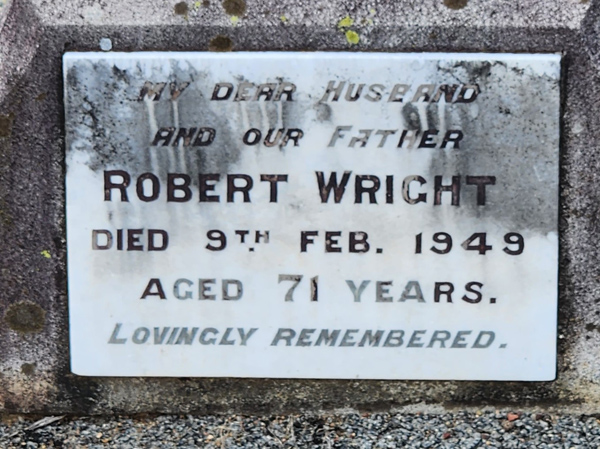 MY DEAR HUSBAND
AND OUR FATHER
ROBERT WRIGHT
DIED 9TH FEB. 1949
AGED 71 YEARS.
LOVINGLY REMEMBERED.